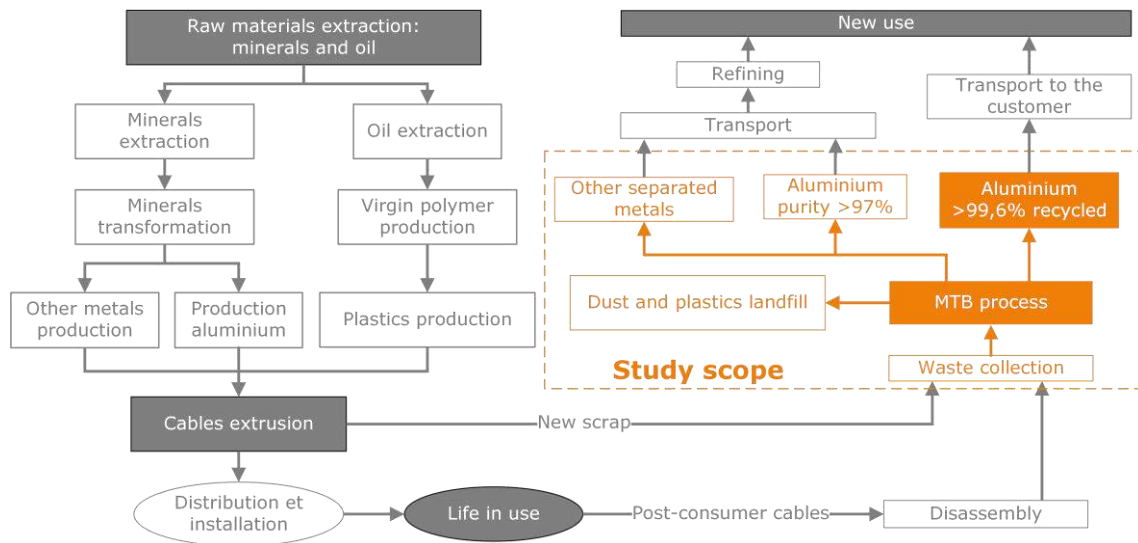 Raw materials extraction:
minerals and oil
Minerals
extraction
Oil extraction
Minerals
transformation
Virgin polymer
production
Other metals
production
Production
aluminium
Plastics production
Cables extrusion
New scrap
Distribution et
installation
Life in use
Post-consumer cables
Disassembly
New use
Refining
Transport to the
customer
Transport
Other separated
metals
Aluminium
purity >97%
Aluminium
>99,6% recycled
Dust and plastics landfill
MTB process
Study scope
Waste collection